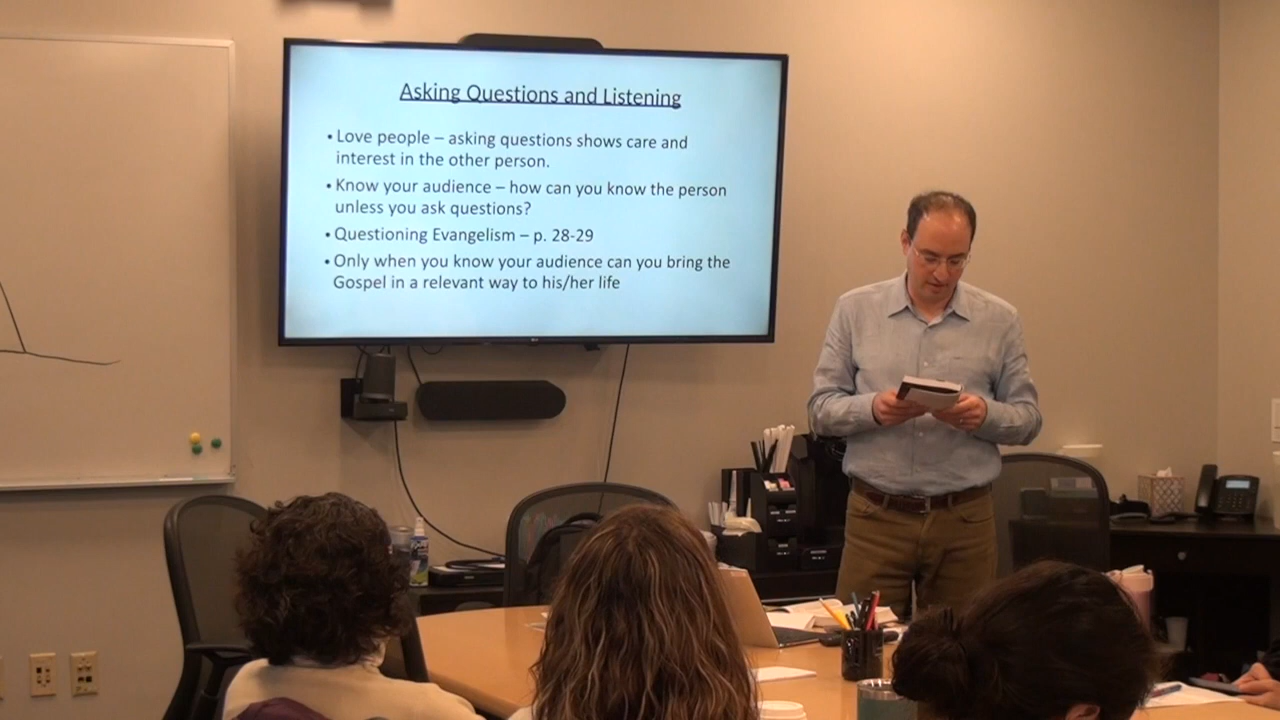 Asking Questions and Listening
• Love people – asking questions shows care and
interest in the other person.
• Know your audience – how can you know the person
unless you ask questions?
• Questioning Evangelism – p. 28-29
• Only when you know your audience can you bring the
Gospel in a relevant way to his/her life